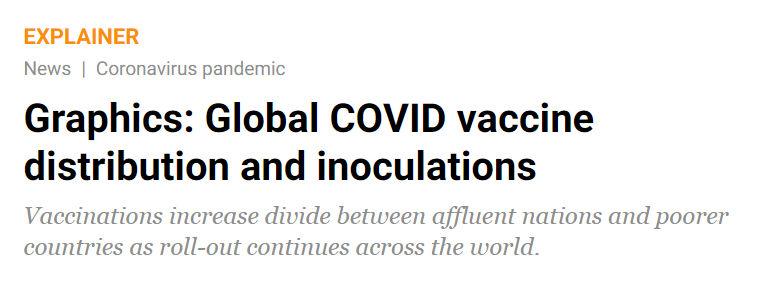 EXPLAINER
News | Coronavirus pandemic
Graphics: Global COVID vaccine
distribution and inoculations
Vaccinations increase divide between affluent nations and poorer
countries as roll-out continues across the world.